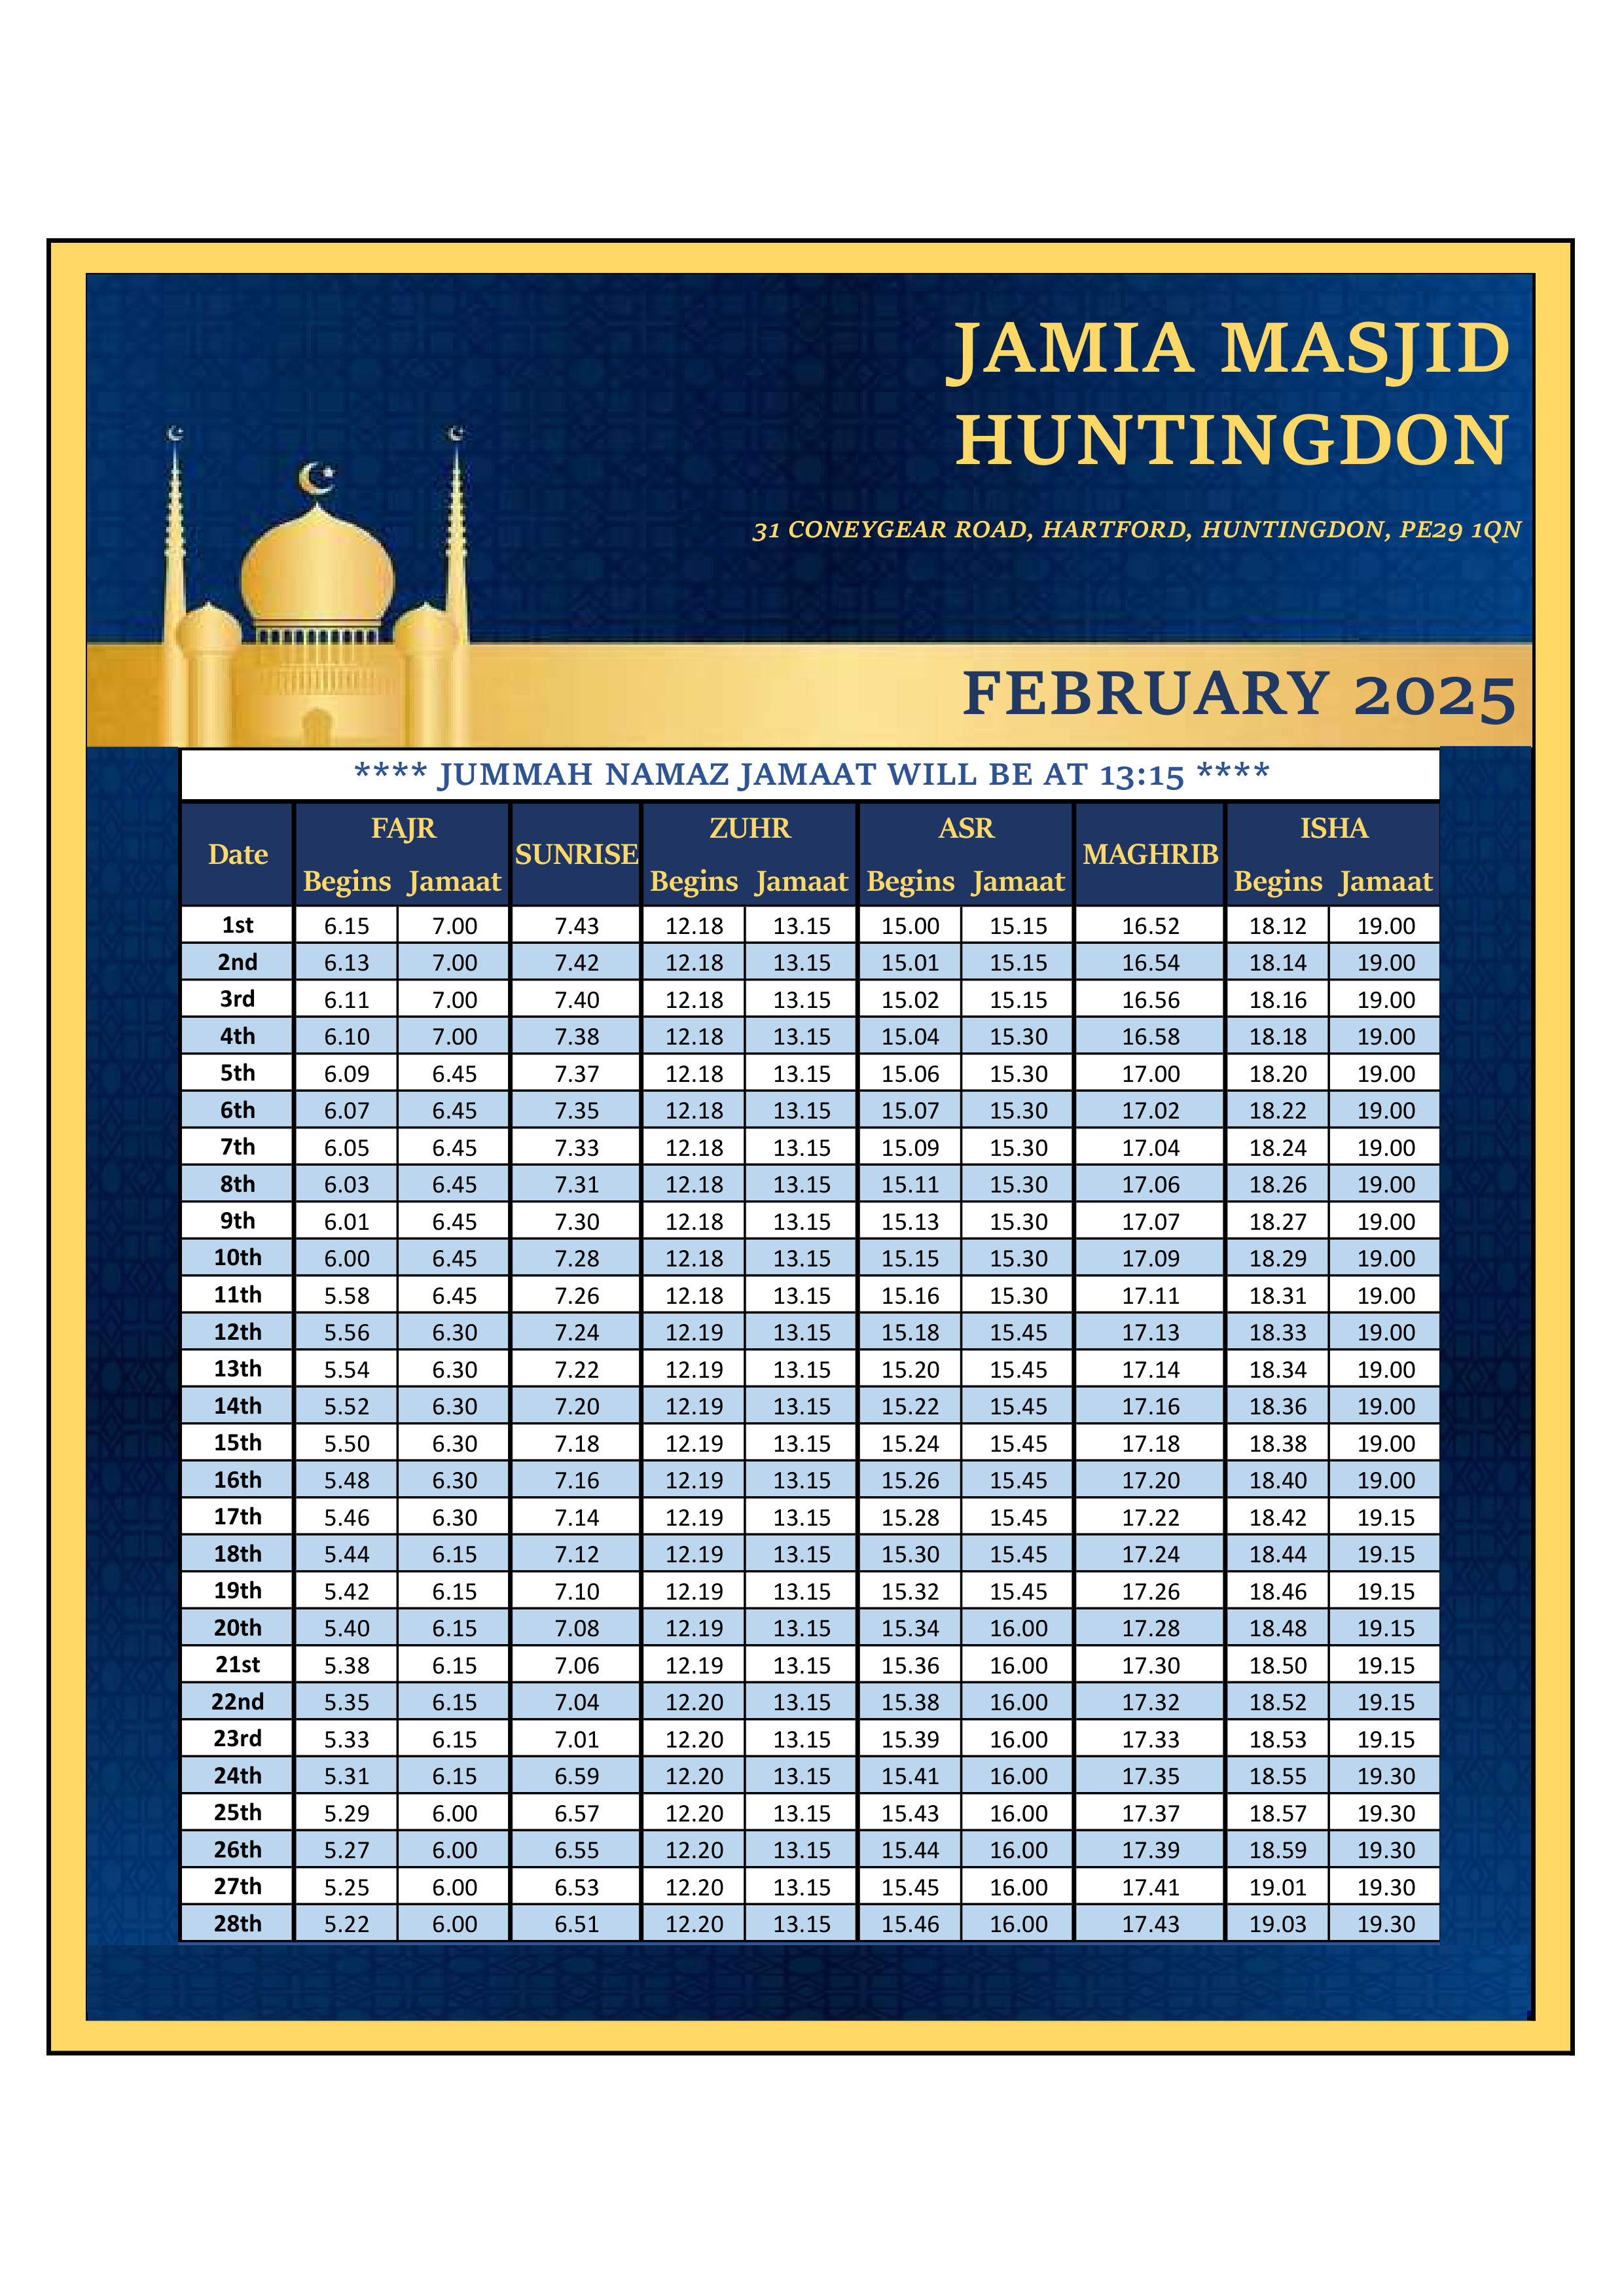 JAMIA MASJID
HUNTINGDON
31 CONEYGEAR ROAD, HARTFORD, HUNTINGDON, PE29 1QN
FEBRUARY 2025
**** JUMMAH NAMAZ JAMAAT WILL BE AT 13:15 ****
Date FAJR SUNRISE ZUHR ASR MAGHRIB ISHA
Begins Jamaat Begins Jamaat Begins Jamaat Begins Jamaat
1st 6.15 7.00 7.43 12.18 13.15 15.00 15.15 16.52 18.12 19.00
2nd 6.13 7.00 7.42 12.18 13.15 15.01 15.15 16.54 18.14 19.00
3rd 6.11 7.00 7.40 12.18 13.15 15.02 15.15 16.56 18.16 19.00
4th 6.10 7.00 7.38 12.18 13.15 15.04 15.30 16.58 18.18 19.00
5th 6.09 6.45 7.37 12.18 13.15 15.06 15.30 17.00 18.20 19.00
6th 6.07 6.45 7.35 12.18 13.15 15.07 15.30 17.02 18.22 19.00
7th 6.05 6.45 7.33 12.18 13.15 15.09 15.30 17.04 18.24 19.00
8th 6.03 6.45 7.31 12.18 13.15 15.11 15.30 17.06 18.26 19.00
9th 6.01 6.45 7.30 12.18 13.15 15.13 15.30 17.07 18.27 19.00
10th 6.00 6.45 7.28 12.18 13.15 15.15 15.30 17.09 18.29 19.00
11th 5.58 6.45 7.26 12.18 13.15 15.16 15.30 17.11 18.31 19.00
12th 5.56 6.30 7.24 12.19 13.15 15.18 15.45 17.13 18.33 19.00
13th 5.54 6.30 7.22 12.19 13.15 15.20 15.45 17.14 18.34 19.00
14th 5.52 6.30 7.20 12.19 13.15 15.22 15.45 17.16 18.36 19.00
15th 5.50 6.30 7.18 12.19 13.15 15.24 15.45 17.18 18.38 19.00
16th 5.48 6.30 7.16 12.19 13.15 15.26 15.45 17.20 18.40 19.00
17th 5.46 6.30 7.14 12.19 13.15 15.28 15.45 17.22 18.42 19.15
18th 5.44 6.15 7.12 12.19 13.15 15.30 15.45 17.24 18.44 19.15
19th 5.42 6.15 7.10 12.19 13.15 15.32 15.45 17.26 18.46 19.15
20th 5.40 6.15 7.08 12.19 13.15 15.34 16.00 17.28 18.48 19.15
21st 5.38 6.15 7.06 12.19 13.15 15.36 16.00 17.30 18.50 19.15
22nd 5.35 6.15 7.04 12.20 13.15 15.38 16.00 17.32 18.52 19.15
23rd 5.33 6.15 7.01 12.20 13.15 15.39 16.00 17.33 18.53 19.15
24th 5.31 6.15 6.59 12.20 13.15 15.41 16.00 17.35 18.55 19.30
25th 5.29 6.00 6.57 12.20 13.15 15.43 16.00 17.37 18.57 19.30
26th 5.27 6.00 6.55 12.20 13.15 15.44 16.00 17.39 18.59 19.30
27th 5.25 6.00 6.53 12.20 13.15 15.45 16.00 17.41 19.01 19.30
28th 5.22 6.00 6.51 12.20 13.15 15.46 16.00 17.43 19.03 19.30